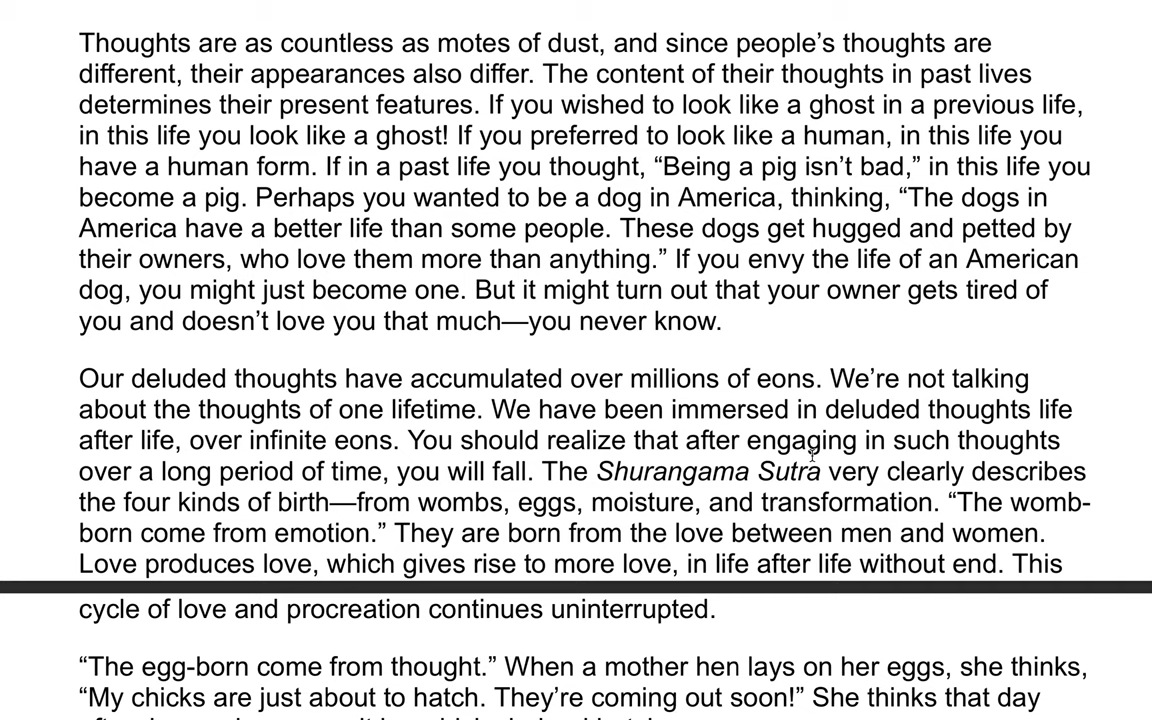 Thoughts are as countless as motes of dust, and since people’s thoughts are
different, their appearances also differ. The content of their thoughts in past lives
determines their present features. If you wished to look like a ghost in a previous life,
in this life you look like a ghost! If you preferred to look like a human, in this life you
have a human form. If in a past life you thought, “Being a pig isn’t bad,” in this life you
become a pig. Perhaps you wanted to be a dog in America, thinking, “The dogs in
America have a better life than some people. These dogs get hugged and petted by
their owners, who love them more than anything.” If you envy the life of an American
dog, you might just become one. But it might turn out that your owner gets tired of
you and doesn’t love you that much—you never know.
Our deluded thoughts have accumulated over millions of eons. We’re not talking
about the thoughts of one lifetime. We have been immersed in deluded thoughts life
after life, over infinite eons. You should realize that after engaging in such thoughts
over a long period of time, you will fall. The Shurangama Sutra very clearly describes
the four kinds of birth—from wombs, eggs, moisture, and transformation. “The womb-
born come from emotion.” They are born from the love between men and women.
Love produces love, which gives rise to more love, in life after life without end. This
cycle of love and procreation continues uninterrupted.
“The egg-born come from thought.” When a mother hen lays on her eggs, she thinks,
“My chicks are just about to hatch. They’re coming out soon!” She thinks that day